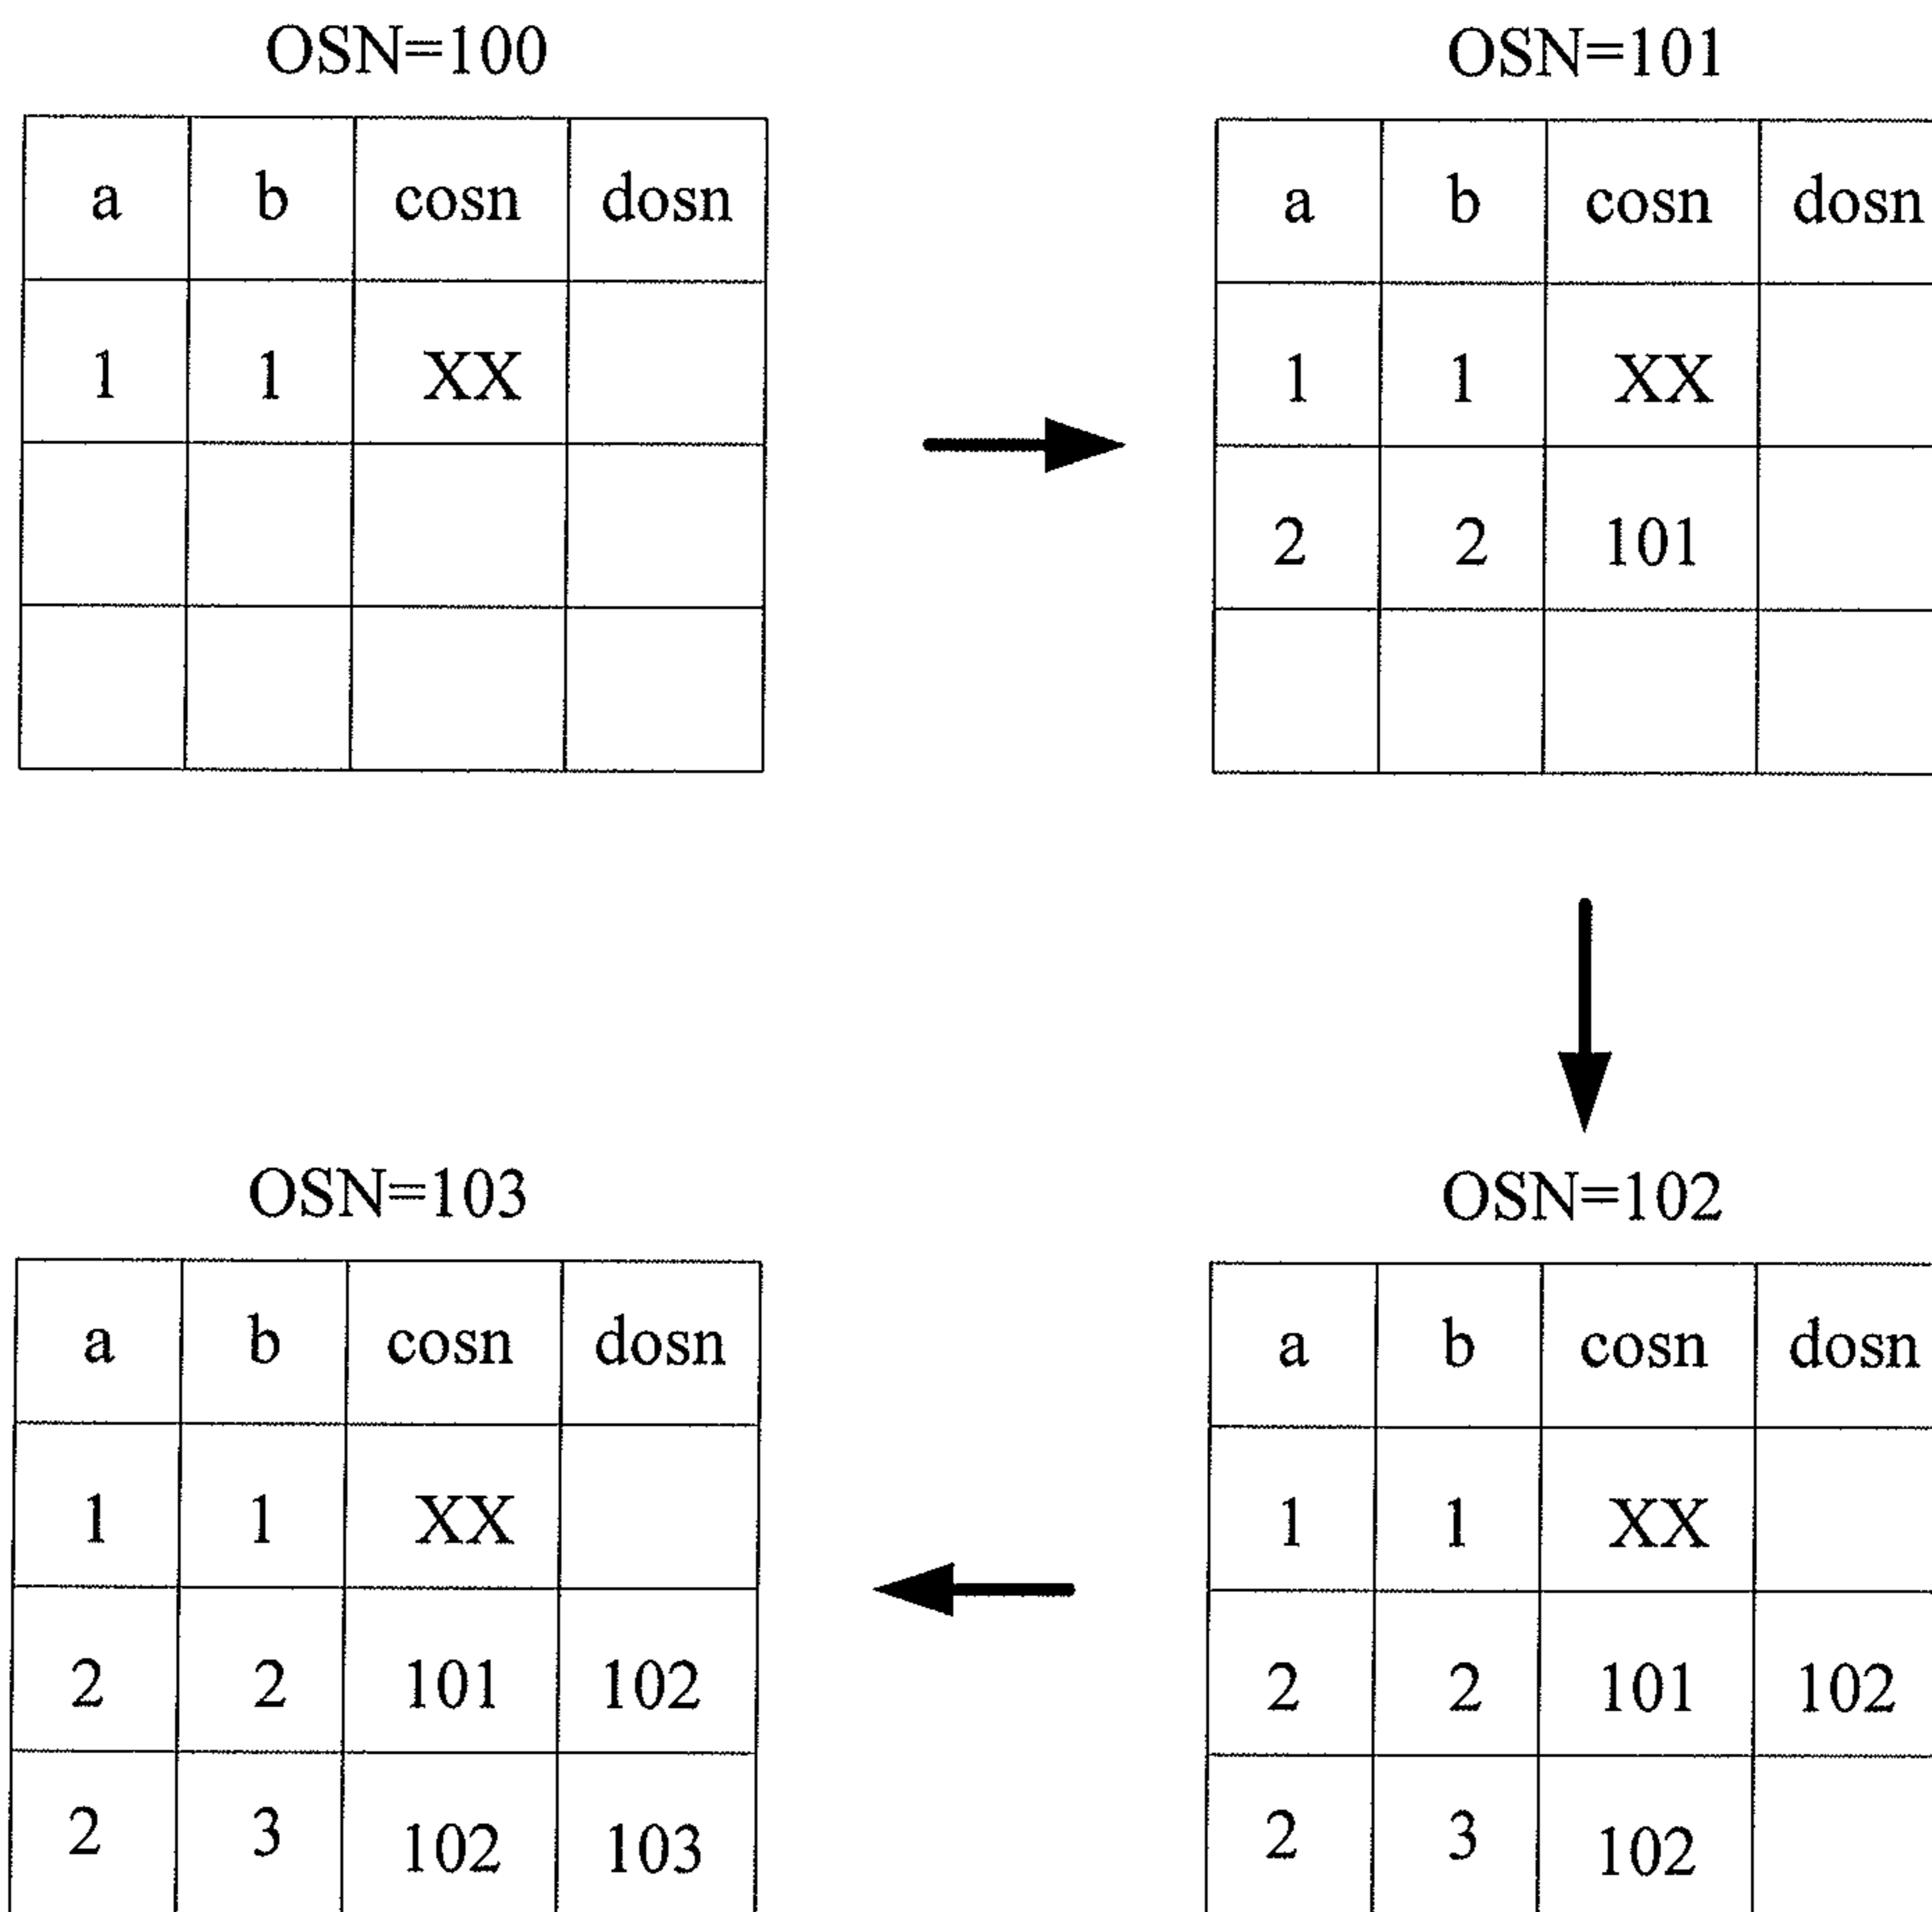 OSN=100
a b cosn dosn
1 1 XX
OSN=101
a b cosn dosn
1 1 XX
2 2 101
OSN=103
a b cosn dosn
1 1 XX
2 2 101 102
2 3 102 103
OSN=102
a b cosn dosn
1 1 XX
2 2 101 102
2 3 102